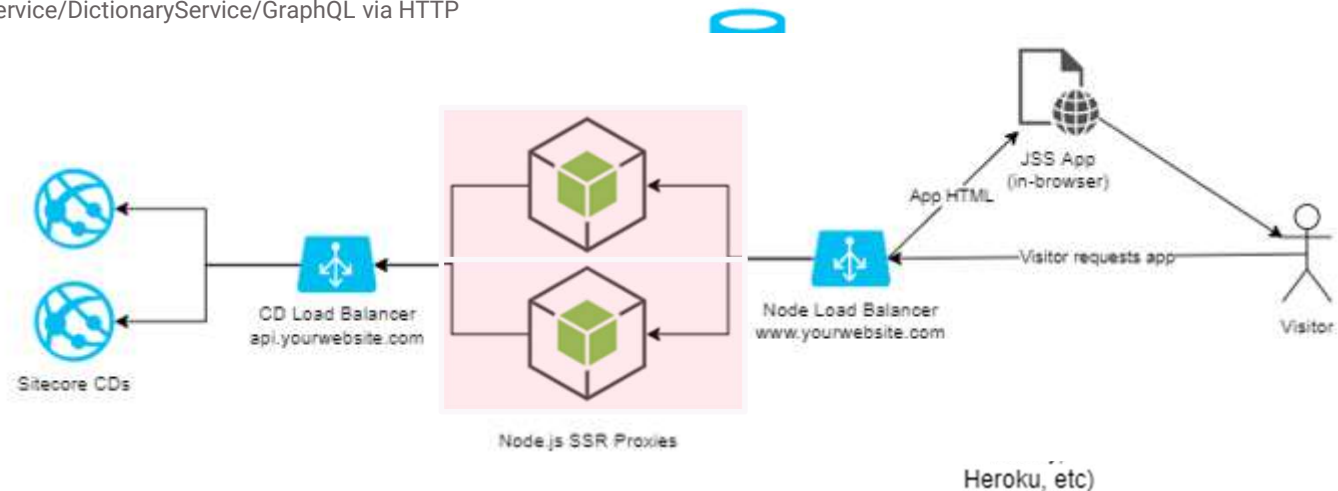 ervice/DictionaryService/GraphQL via HTTP
JSS App
(in-browser)
App HTML
Visitor requests app
CD Load Balancer
api.yourwebsite.com
Node Load Balancer
www.yourwebsite.com
Visitor
Sitecore CDs
Node.js SSR Proxies
Heroku, etc)